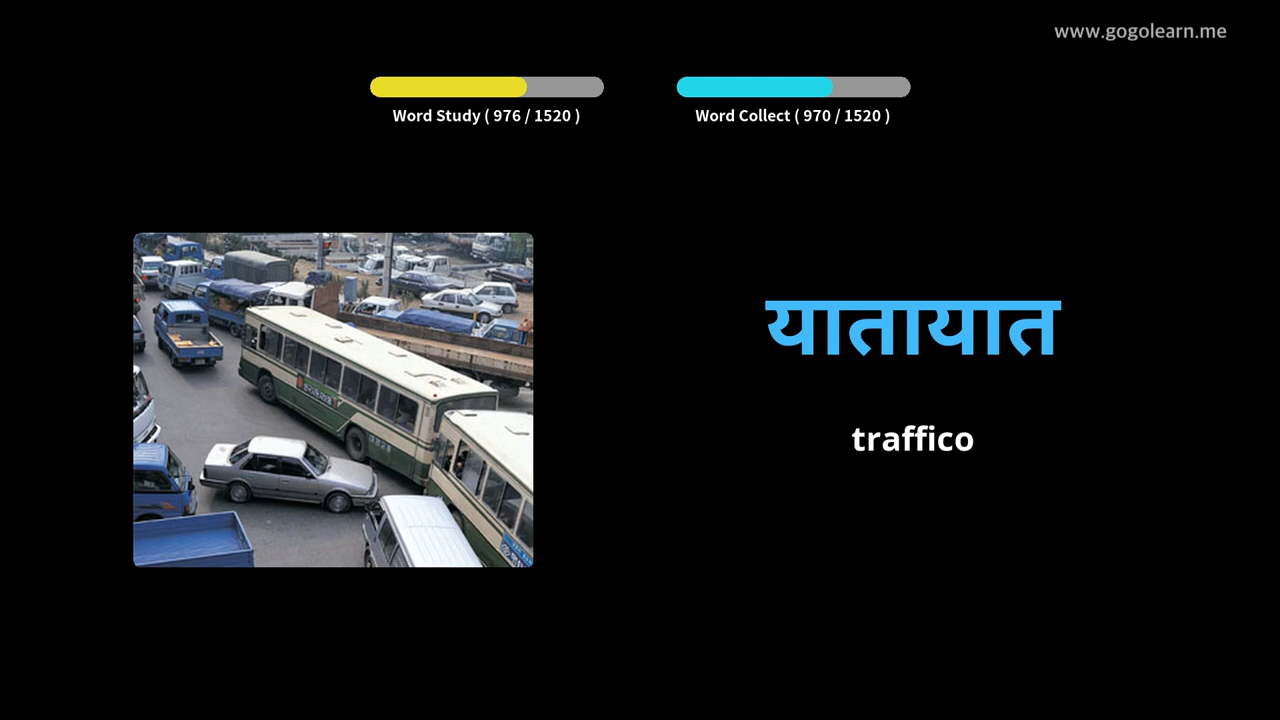 www.gogolearn.me
Word Study ( 976 / 1520 )
Word Collect ( 970 / 1520 )
यातायात
traffico